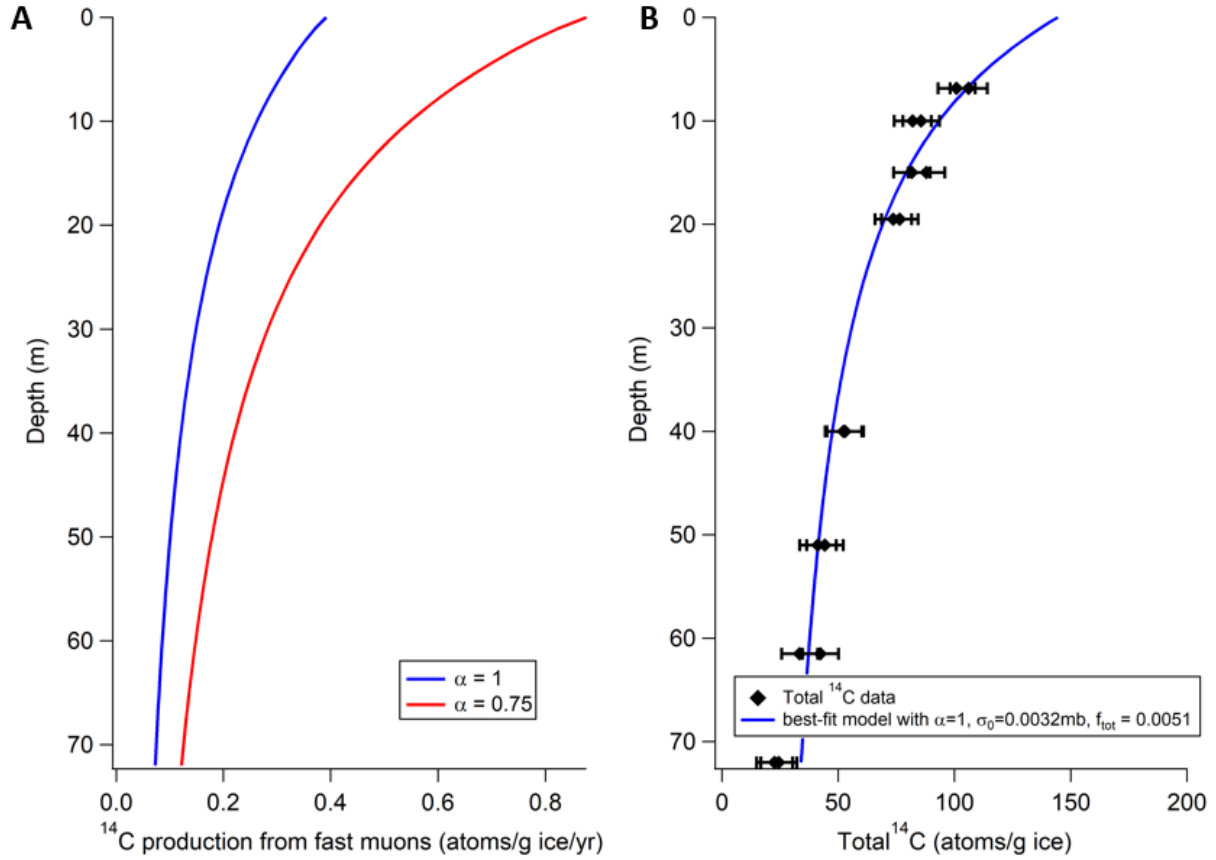 A
0
10
20
30
40
50
60
70
Depth (m)
α = 1
α = 0.75
0.0 0.2 0.4 0.6 0.8
¹⁴C production from fast muons (atoms/g ice/yr)
B
0
10
20
30
40
50
60
70
Depth (m)
Total ¹⁴C data
best-fit model with α=1, σ₀=0.0032mb, fₜₒₜ = 0.0051
0 50 100 150 200
Total¹⁴C (atoms/g ice)